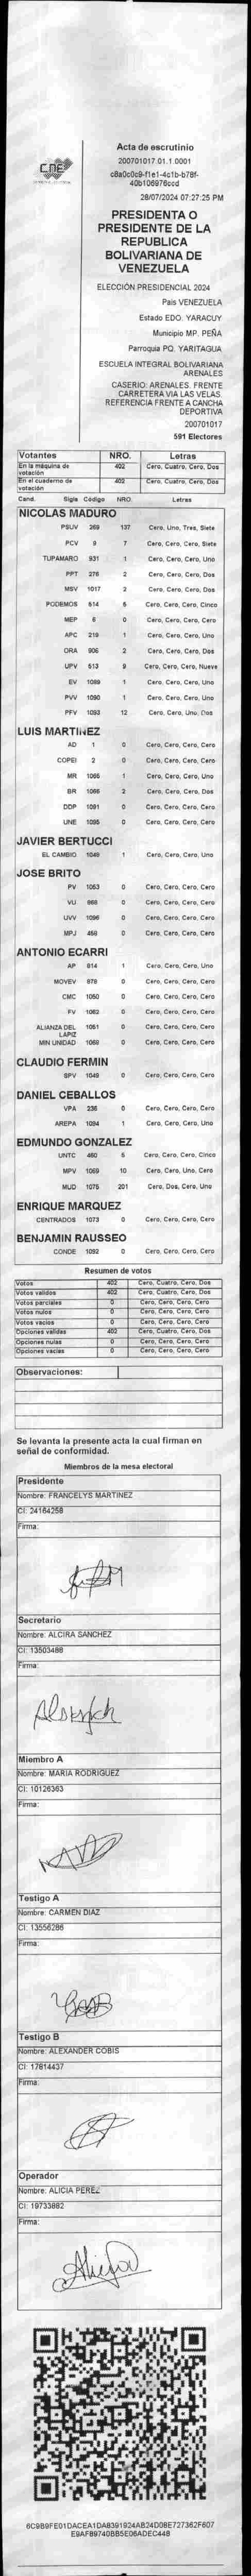 Acta de escrutinio
200701017.01.1.0001
c8a0c0c9-f1e1-4c1b-b78f-
40b106976ccd
28/07/2024 07:27:25 PM
CNE
PRESIDENTA O
PRESIDENTE DE LA
REPUBLICA
BOLIVARIANA DE
VENEZUELA
ELECCIÓN PRESIDENCIAL 2024
País VENEZUELA
Estado EDO. YARACUY
Municipio MP. PEÑA
Parroquia PQ. YARITAGUA
ESCUELA INTEGRAL BOLIVARIANA
ARENALES
CASERIO: ARENALES. FRENTE
CARRETERA VIA LAS VELAS.
REFERENCIA FRENTE A CANCHA
DEPORTIVA
200701017
591 Electores
Votantes NRO. Letras
En la máquina de votación 402 Cero, Cuatro, Cero, Dos
En el cuaderno de votación 402 Cero, Cuatro, Cero, Dos
Cand. Sigla Código NRO. Letras
NICOLAS MADURO
PSUV 269 137 Cero, Uno, Tres, Siete
PCV 9 7 Cero, Cero, Cero, Siete
TUPAMARO 931 1 Cero, Cero, Cero, Uno
PPT 276 2 Cero, Cero, Cero, Dos
MSV 1017 2 Cero, Cero, Cero, Dos
PODEMOS 514 5 Cero, Cero, Cero, Cinco
MEP 6 0 Cero, Cero, Cero, Cero
APC 219 1 Cero, Cero, Cero, Uno
ORA 906 2 Cero, Cero, Cero, Dos
UPV 513 9 Cero, Cero, Cero, Nueve
EV 1089 1 Cero, Cero, Cero, Uno
PVV 1090 1 Cero, Cero, Cero, Uno
PFV 1093 12 Cero, Cero, Uno, Dos
LUIS MARTINEZ
AD 1 0 Cero, Cero, Cero, Cero
COPEI 2 0 Cero, Cero, Cero, Cero
MR 1065 1 Cero, Cero, Cero, Uno
BR 1066 2 Cero, Cero, Cero, Dos
DDP 1091 0 Cero, Cero, Cero, Cero
UNE 1095 0 Cero, Cero, Cero, Cero
JAVIER BERTUCCI
EL CAMBIO 1048 1 Cero, Cero, Cero, Uno
JOSE BRITO
PV 1053 0 Cero, Cero, Cero, Cero
VU 868 0 Cero, Cero, Cero, Cero
UVV 1096 0 Cero, Cero, Cero, Cero
MPJ 458 0 Cero, Cero, Cero, Cero
ANTONIO ECARRI
AP 914 1 Cero, Cero, Cero, Uno
MOVEV 979 0 Cero, Cero, Cero, Cero
CMC 1050 0 Cero, Cero, Cero, Cero
FV 1063 0 Cero, Cero, Cero, Cero
ALIANZA DEL LAPIZ 1051 0 Cero, Cero, Cero, Cero
MIN UNIDAD 1069 0 Cero, Cero, Cero, Cero
CLAUDIO FERMIN
SPV 1049 0 Cero, Cero, Cero, Cero
DANIEL CEBALLOS
VPA 236 0 Cero, Cero, Cero, Cero
AREPA 1094 1 Cero, Cero, Cero, Uno
EDMUNDO GONZALEZ
UNTC 460 5 Cero, Cero, Cero, Cinco
MPV 1069 10 Cero, Cero, Uno, Cero
MUD 1075 201 Cero, Dos, Cero, Uno
ENRIQUE MARQUEZ
CENTRADOS 1073 0 Cero, Cero, Cero, Cero
BENJAMIN RAUSSEO
CONDE 1092 0 Cero, Cero, Cero, Cero
Resumen de votos
Votos 402 Cero, Cuatro, Cero, Dos
Votos validos 402 Cero, Cuatro, Cero, Dos
Votos parciales 0 Cero, Cero, Cero, Cero
Votos nulos 0 Cero, Cero, Cero, Cero
Votos vacios 0 Cero, Cero, Cero, Cero
Opciones validas 402 Cero, Cuatro, Cero, Dos
Opciones nulas 0 Cero, Cero, Cero, Cero
Opciones vacias 0 Cero, Cero, Cero, Cero
Observaciones:
Se levanta la presente acta la cual firman en
señal de conformidad.
Miembros de la mesa electoral
Presidente
Nombre: FRANCELYS MARTINEZ
CI: 24164258
Firma:
Secretario
Nombre: ALCIRA SANCHEZ
CI: 13503488
Firma:
Miembro A
Nombre: MARIA RODRIGUEZ
CI: 10126363
Firma:
Testigo A
Nombre: CARMEN DIAZ
CI: 13556286
Firma:
Testigo B
Nombre: ALEXANDER COBIS
CI: 17614437
Firma:
Operador
Nombre: ALICIA PEREZ
CI: 19733882
Firma:
6C9B9FE01DACEA1DA8391924AB24D08E727362F607
E9AFB9740BB5E06ADEC448